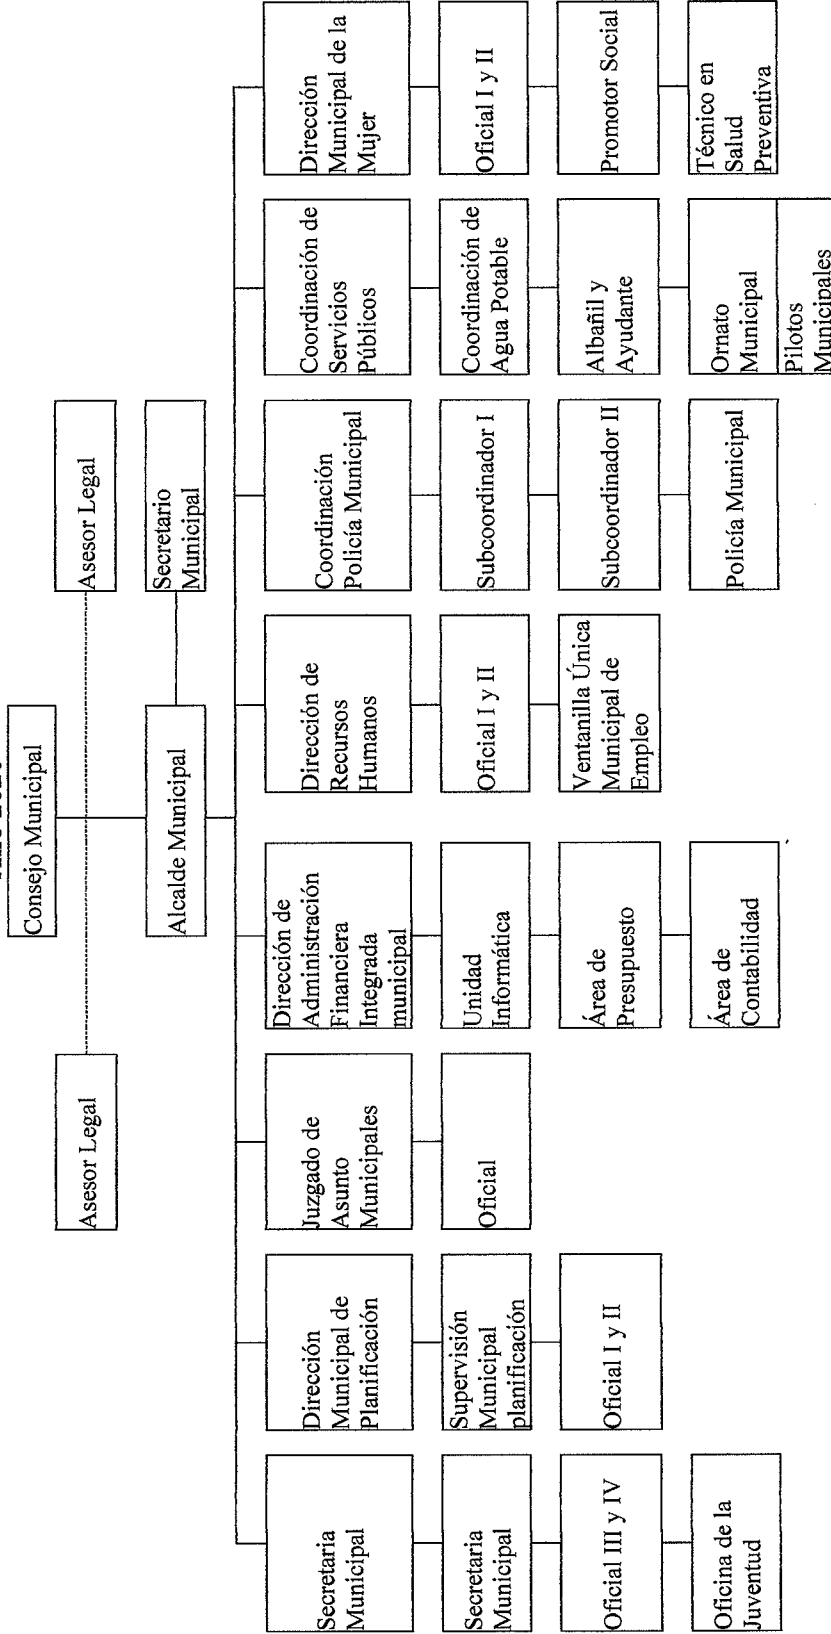 Consejo Municipal
Asesor Legal
Asesor Legal
Alcalde Municipal
Secretario
Municipal
Secretaria
Municipal
Secretaria
Municipal
Oficial III y IV
Oficina de la
Juventud
Dirección
Municipal de
Planificación
Supervisión
Municipal
planificación
Oficial I y II
Juzgado de
Asunto
Municipales
Oficial
Dirección de
Administración
Financiera
Integrada
municipal
Unidad
Informática
Área de
Presupuesto
Área de
Contabilidad
Dirección de
Recursos
Humanos
Oficial I y II
Ventanilla Única
Municipal de
Empleo
Coordinación
Policía Municipal
Subcoordinador I
Subcoordinador II
Policía Municipal
Coordinación de
Servicios
Públicos
Coordinación de
Agua Potable
Albañil y
Ayudante
Ornato
Municipal
Pilotos
Municipales
Dirección
Municipal de la
Mujer
Oficial I y II
Promotor Social
Técnico en
Salud
Preventiva